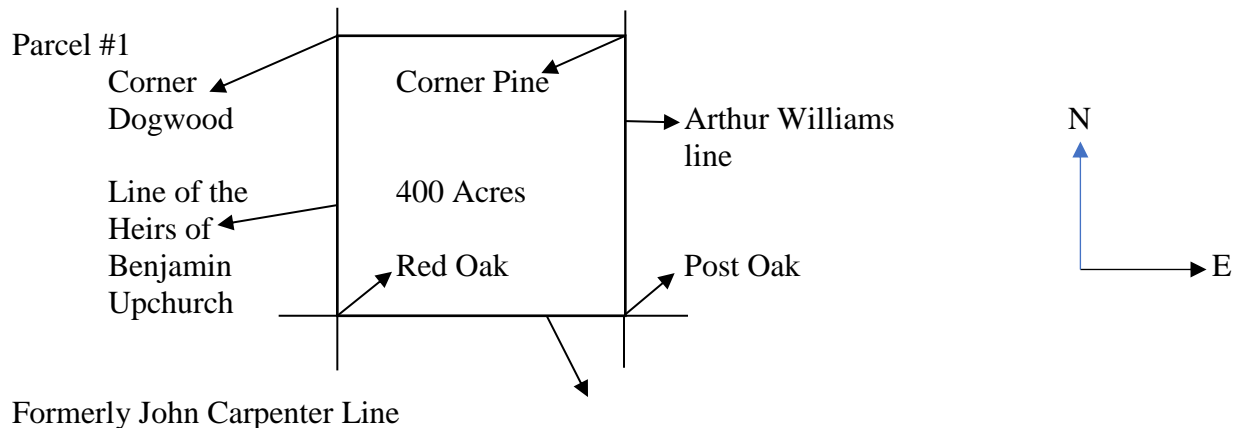 Parcel #1
Corner
Dogwood
Corner Pine
Arthur Williams
line
N
Line of the
Heirs of
Benjamin
Upchurch
400 Acres
Red Oak
Post Oak
E
Formerly John Carpenter Line